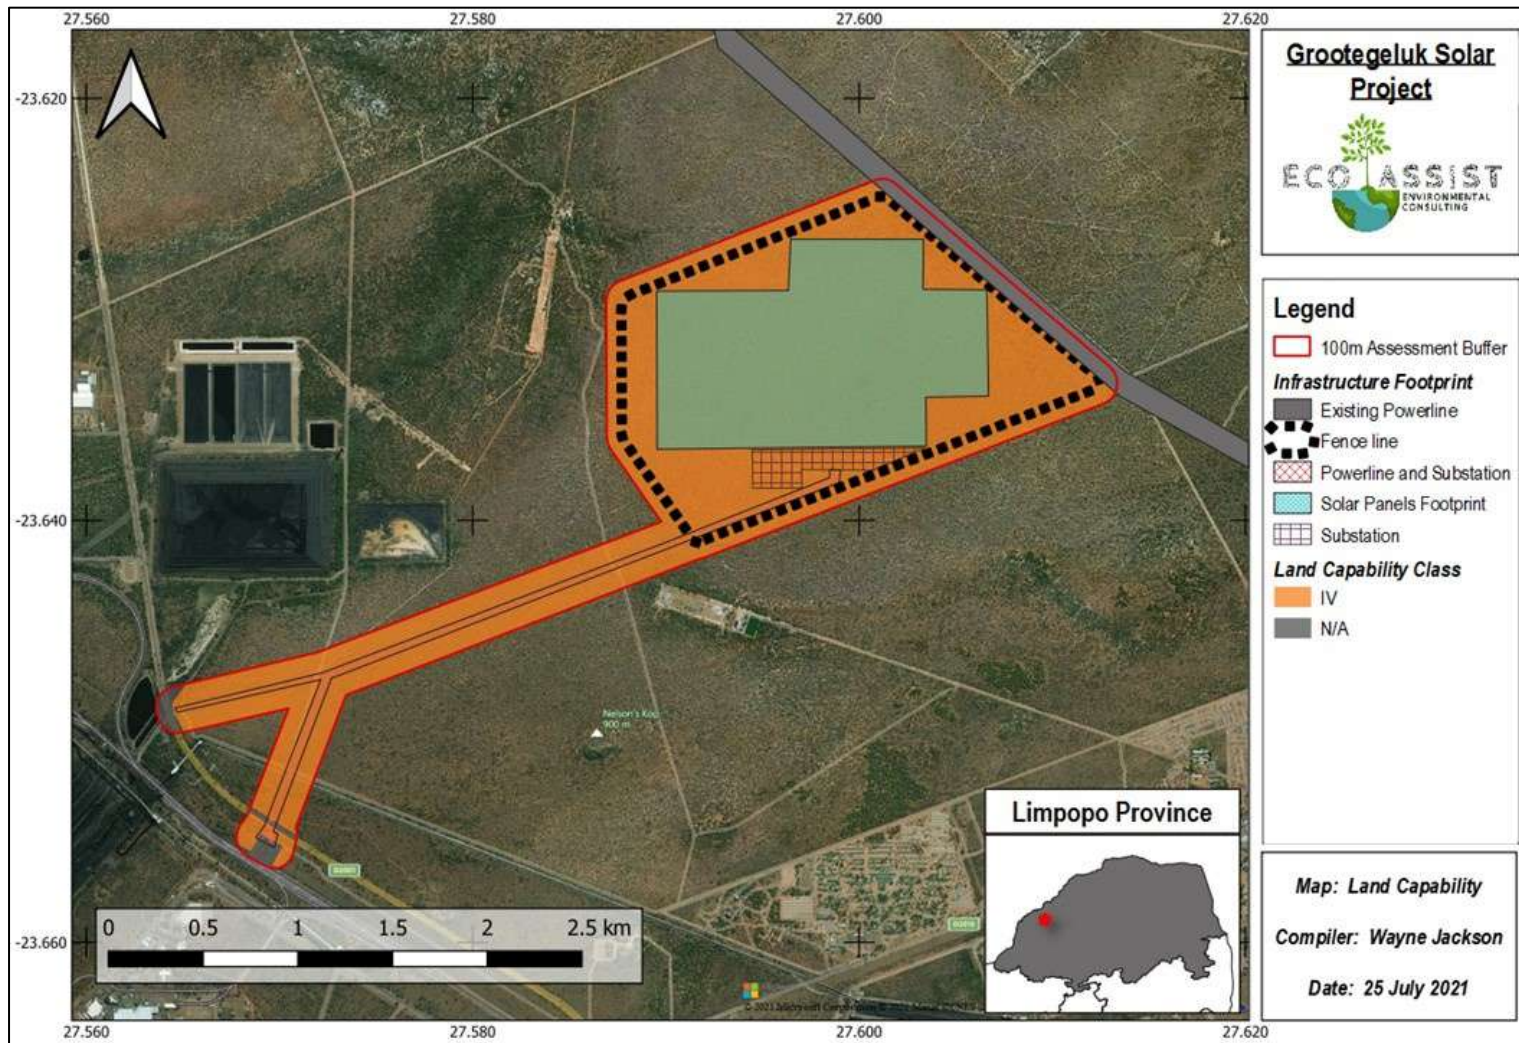 27.560
27.580
27.600
27.620
-23.620
-23.640
-23.660
Nelson's Kop
900 m
0 0.5 1 1.5 2 2.5 km
27.560
27.580
27.600
27.620
Limpopo Province
Grootegeluk Solar
Project
ECO ASSIST
ENVIRONMENTAL
CONSULTING
Legend
100m Assessment Buffer
Infrastructure Footprint
Existing Powerline
Fence line
Powerline and Substation
Solar Panels Footprint
Substation
Land Capability Class
IV
N/A
Map: Land Capability
Compiler: Wayne Jackson
Date: 25 July 2021